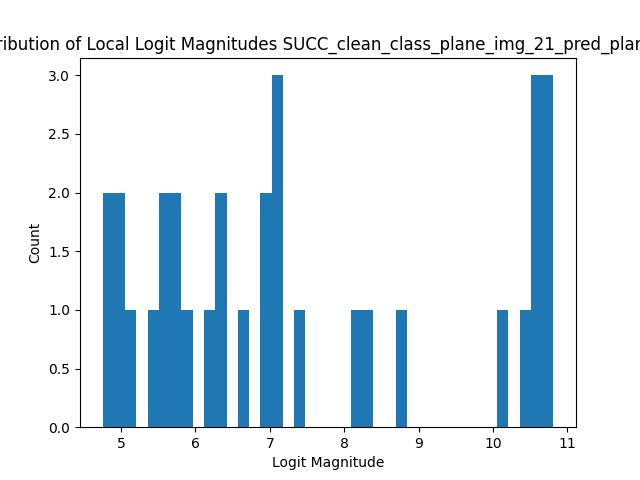 ribution of Local Logit Magnitudes SUCC_clean_class_plane_img_21_pred_plan
3.0
2.5
2.0
1.5
1.0
0.5
0.0
Count
5 6 7 8 9 10 11
Logit Magnitude